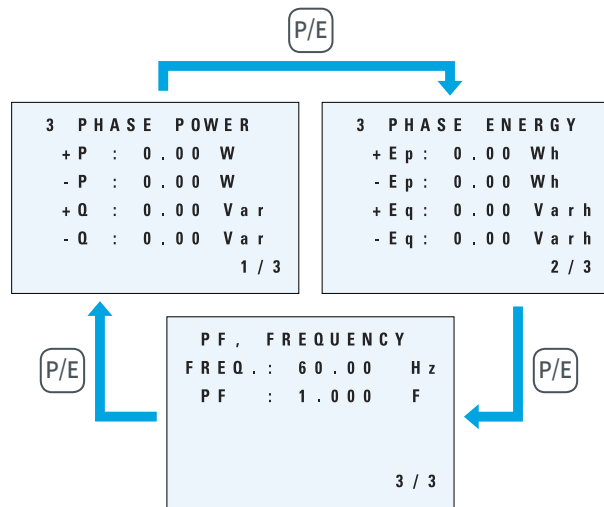 P/E
3 PHASE POWER
+P : 0.00 W
-P : 0.00 W
+Q : 0.00 Var
-Q : 0.00 Var
1/3
3 PHASE ENERGY
+Ep: 0.00 Wh
-Ep: 0.00 Wh
+Eq: 0.00 Varh
-Eq: 0.00 Varh
2/3
P/E
PF, FREQUENCY
FREQ.: 60.00 Hz
PF : 1.000 F
3/3
P/E